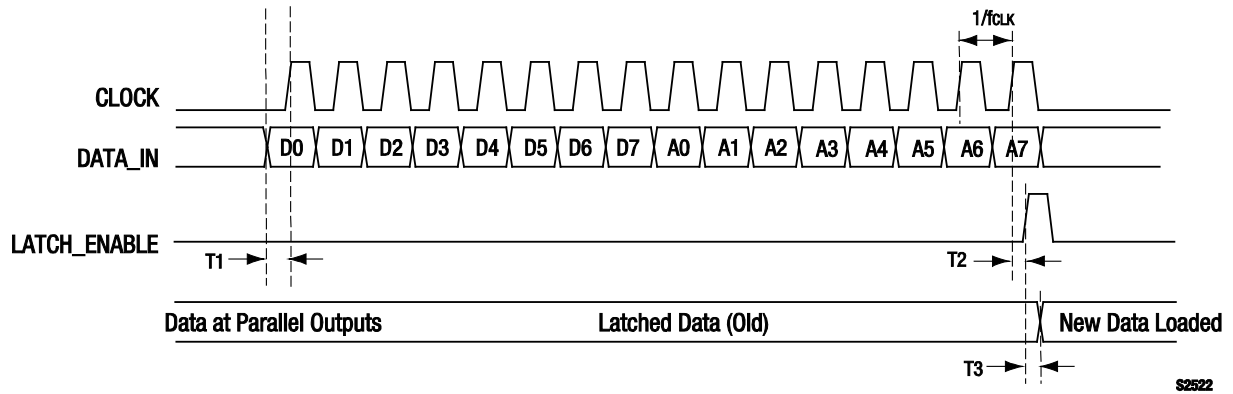 1/fCLK
CLOCK
DATA_IN
D0 D1 D2 D3 D4 D5 D6 D7 A0 A1 A2 A3 A4 A5 A6 A7
LATCH_ENABLE
T1
T2
Data at Parallel Outputs
Latched Data (Old)
New Data Loaded
T3
S2522